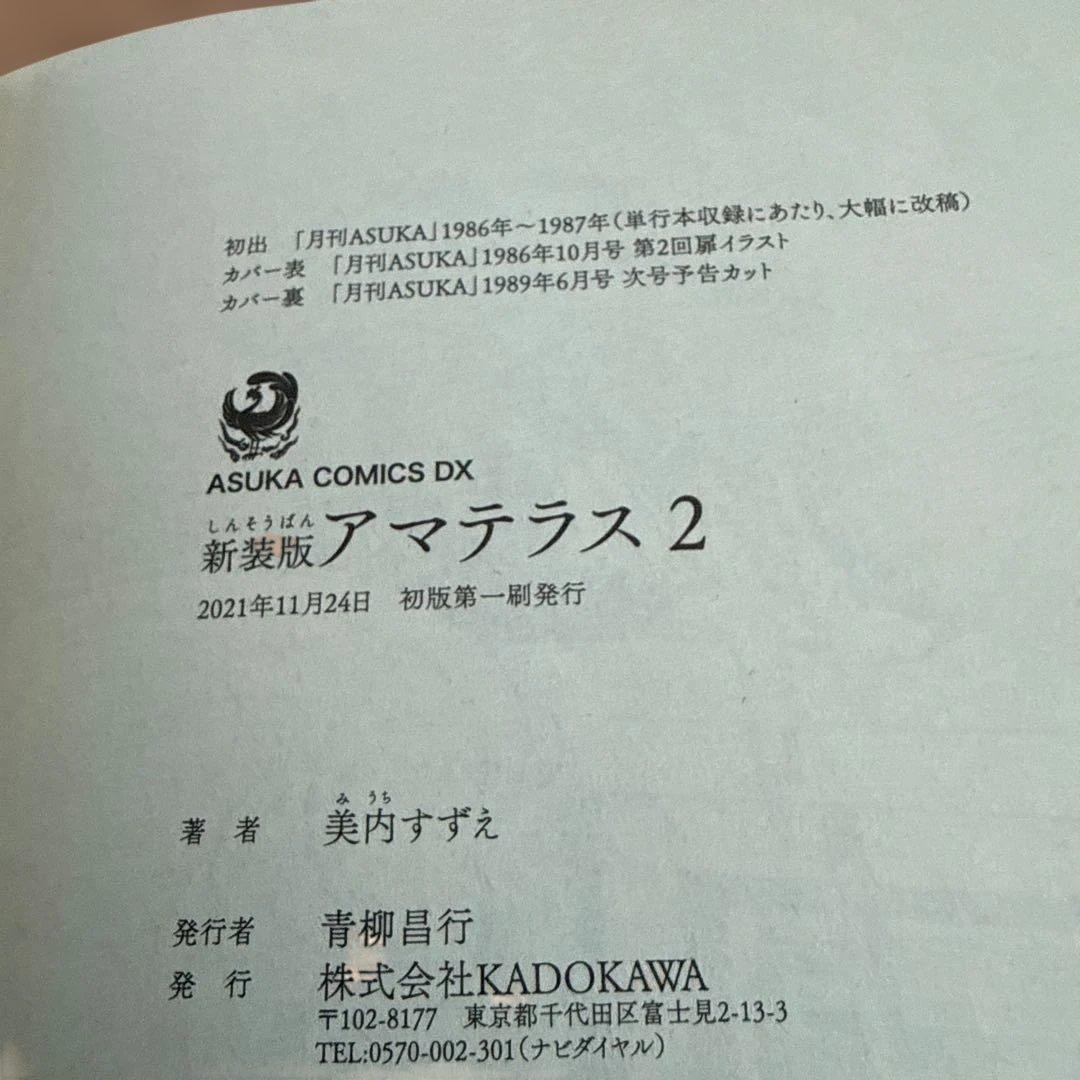 初出　「月刊ASUKA」1986年～1987年（単行本収録にあたり、大幅に改稿）
カバー表　「月刊ASUKA」1986年10月号 第2回扉イラスト
カバー裏　「月刊ASUKA」1989年6月号 次号予告カット
ASUKA COMICS DX
しんそうばん
新装版アマテラス 2
2021年11月24日　初版第一刷発行
み うち
著　者　美内すずえ
発行者　青柳昌行
発　行　株式会社KADOKAWA
〒102-8177　東京都千代田区富士見2-13-3
TEL:0570-002-301（ナビダイヤル）